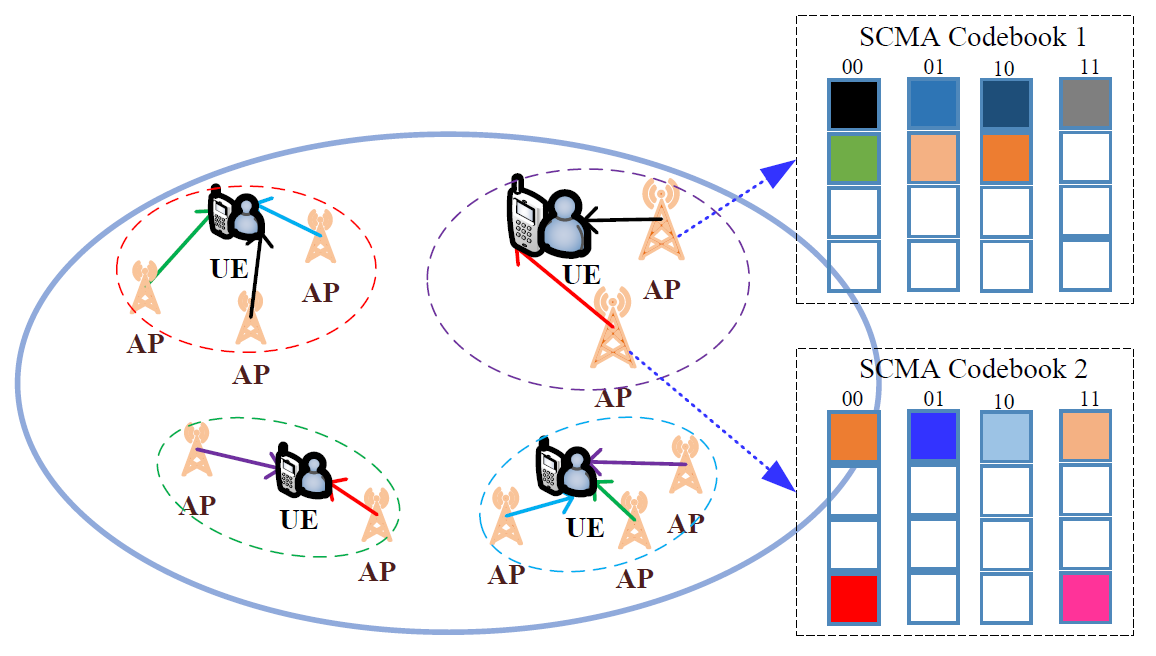 SCMA Codebook 1
00 01 10 11
UE
AP
AP
AP
UE
AP
AP
SCMA Codebook 2
00 01 10 11
AP
UE
AP
UE
AP
AP
AP